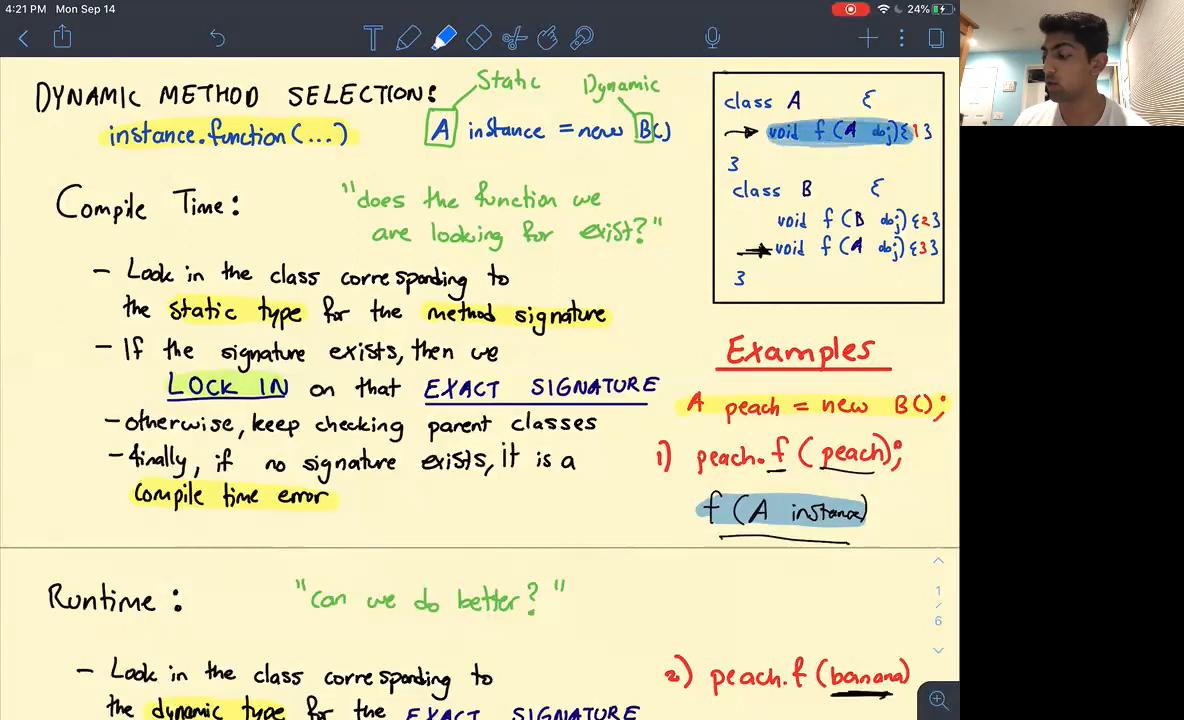 4:21 PM Mon Sep 14
24%
DYNAMIC METHOD SELECTION:
Static
Dynamic
instance.function(...)
A instance = new B()
Compile Time:
"does the function we
are looking for exist?"
- Look in the class corresponding to
the static type for the method signature
- If the signature exists, then we
LOCK IN on that EXACT SIGNATURE
- otherwise, keep checking parent classes
- finally, if no signature exists, it is a
compile time error
class A {
void f (A obj) {1}
}
class B {
void f (B obj) {2}
void f (A obj) {3}
}
Examples
A peach = new B();
1) peach.f (peach);
f (A instance)
Runtime:
"can we do better?"
- Look in the class corresponding to
the dynamic type for the EXACT SIGNATURE
2) peach.f (banana)
1
/
6